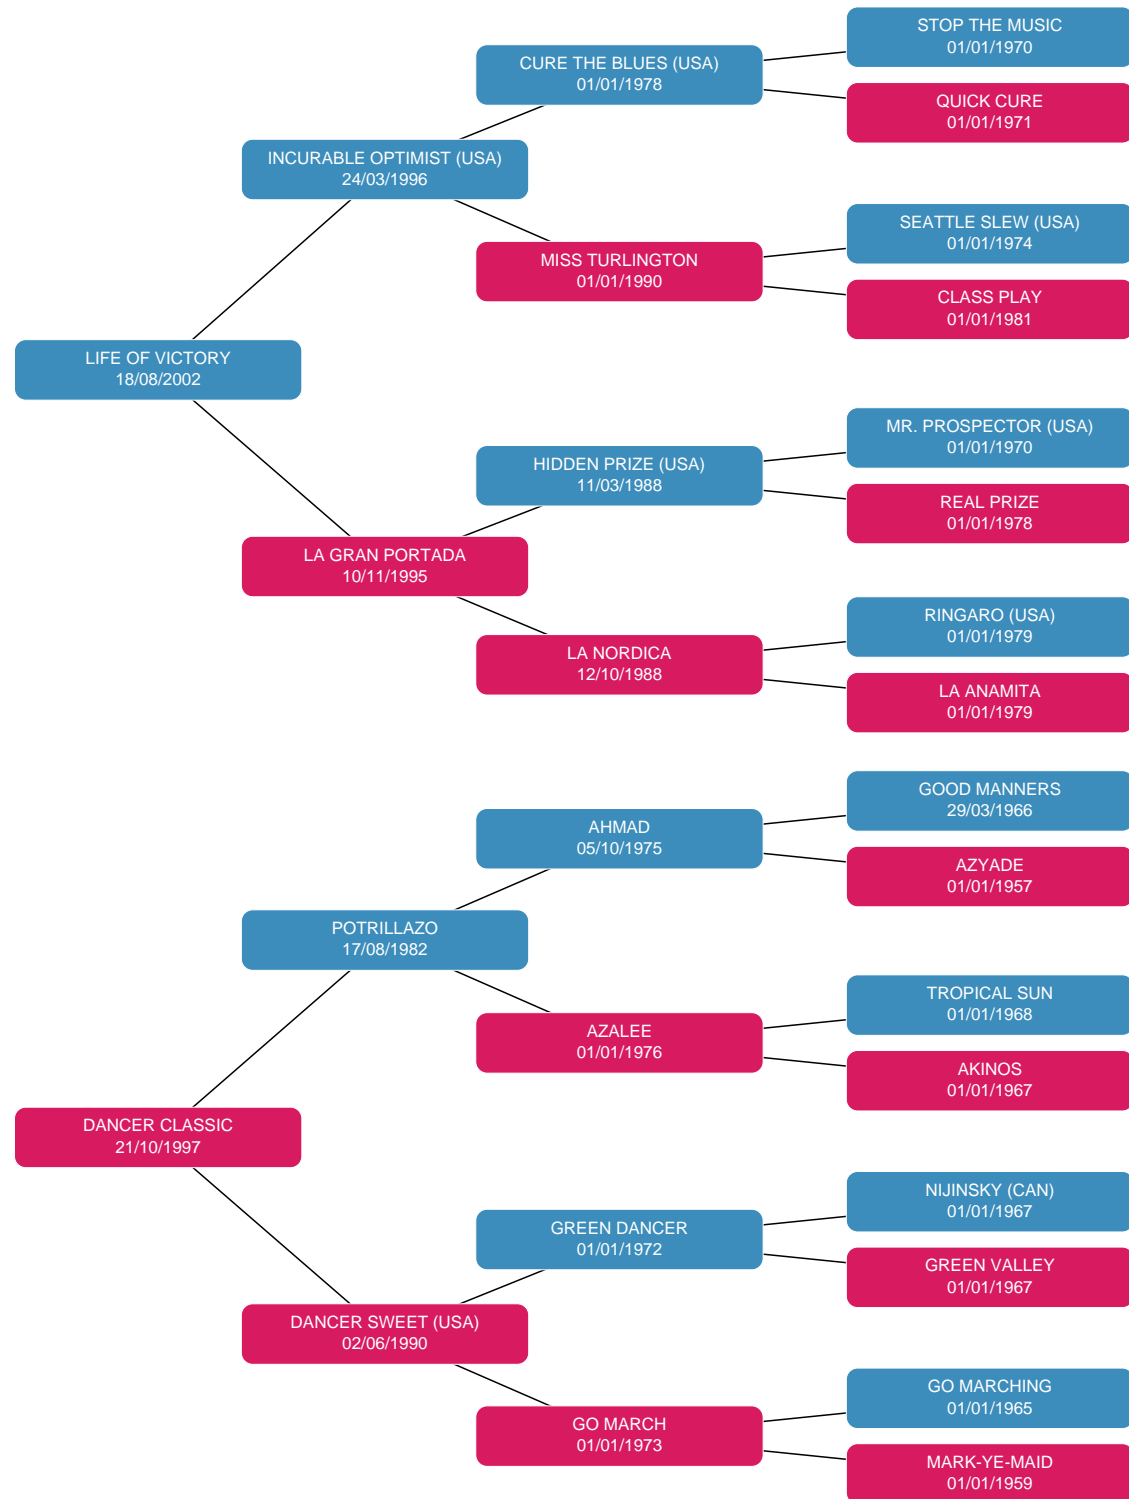 STOP THE MUSIC
01/01/1970
CURE THE BLUES (USA)
01/01/1978
QUICK CURE
01/01/1971
INCURABLE OPTIMIST (USA)
24/03/1996
SEATTLE SLEW (USA)
01/01/1974
MISS TURLINGTON
01/01/1990
CLASS PLAY
01/01/1981
LIFE OF VICTORY
18/08/2002
MR. PROSPECTOR (USA)
01/01/1970
HIDDEN PRIZE (USA)
11/03/1988
REAL PRIZE
01/01/1978
LA GRAN PORTADA
10/11/1995
RINGARO (USA)
01/01/1979
LA NORDICA
12/10/1988
LA ANAMITA
01/01/1979
GOOD MANNERS
29/03/1966
AHMAD
05/10/1975
AZYADE
01/01/1957
POTRILLAZO
17/08/1982
TROPICAL SUN
01/01/1968
AZALEE
01/01/1976
AKINOS
01/01/1967
DANCER CLASSIC
21/10/1997
NIJINSKY (CAN)
01/01/1967
GREEN DANCER
01/01/1972
GREEN VALLEY
01/01/1967
DANCER SWEET (USA)
02/06/1990
GO MARCHING
01/01/1965
GO MARCH
01/01/1973
MARK-YE-MAID
01/01/1959